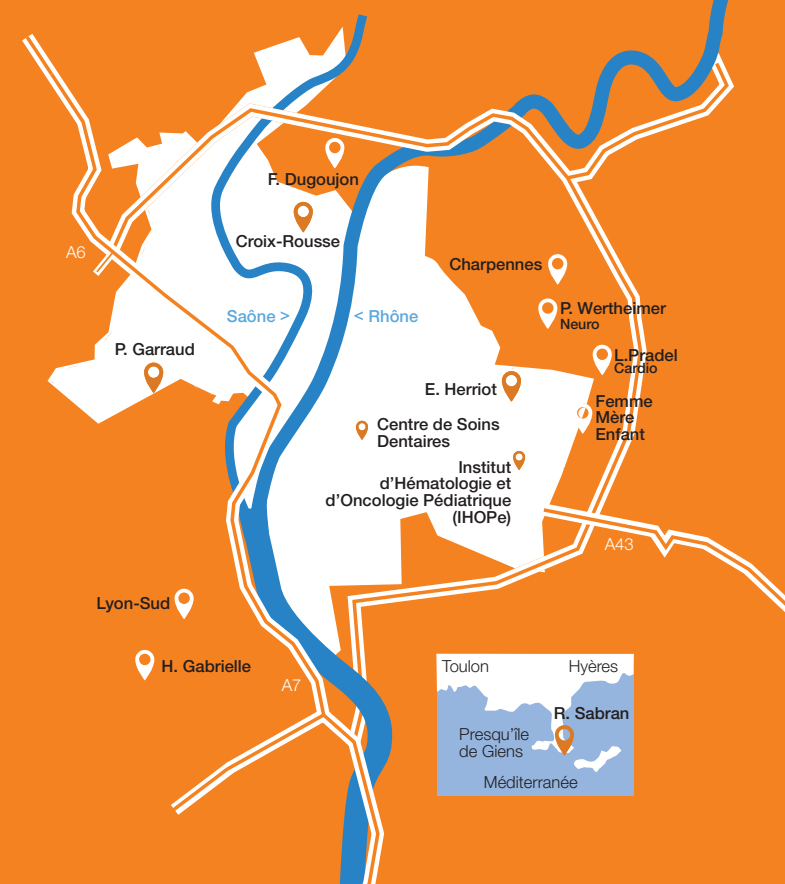 F. Dugoujon
Croix-Rousse
A6
Charpennes
P. Wertheimer
Neuro
Saône >
< Rhône
P. Garraud
L.Pradel
Cardio
E. Herriot
Femme
Mère
Enfant
Centre de Soins
Dentaires
Institut
d'Hématologie et
d'Oncologie Pédiatrique
(IHOPe)
A43
Lyon-Sud
H. Gabrielle
A7
Toulon
Hyères
R. Sabran
Presqu'île
de Giens
Méditerranée